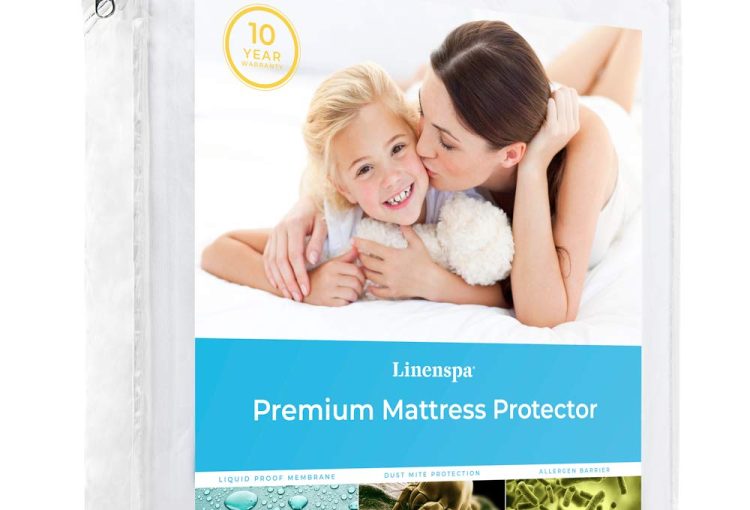 10
YEAR
WARRANTY
Linenspa®
Premium Mattress Protector
LIQUID PROOF MEMBRANE
DUST MITE PROTECTION
ALLERGEN BARRIER